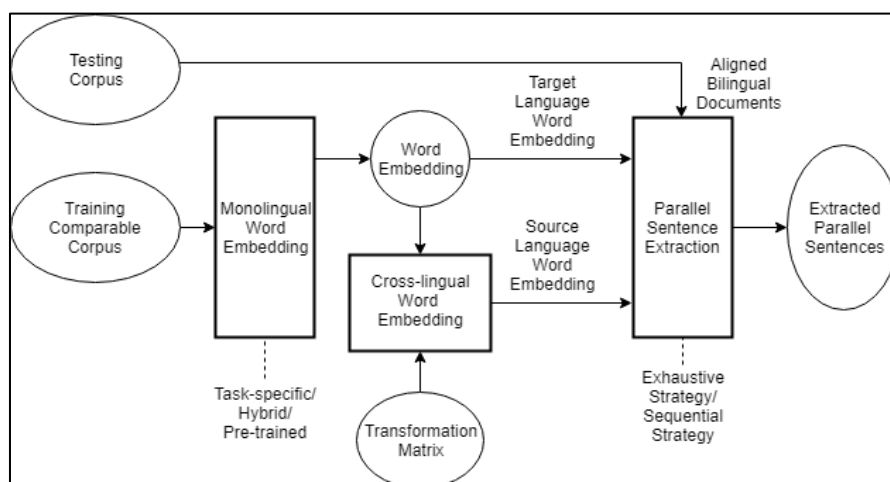 Testing
Corpus
Aligned
Bilingual
Documents
Target
Language
Word
Embedding
Word
Embedding
Training
Comparable
Corpus
Monolingual
Word
Embedding
Source
Language
Word
Embedding
Parallel
Sentence
Extraction
Extracted
Parallel
Sentences
Cross-lingual
Word
Embedding
Task-specific/
Hybrid/
Pre-trained
Transformation
Matrix
Exhaustive
Strategy/
Sequential
Strategy